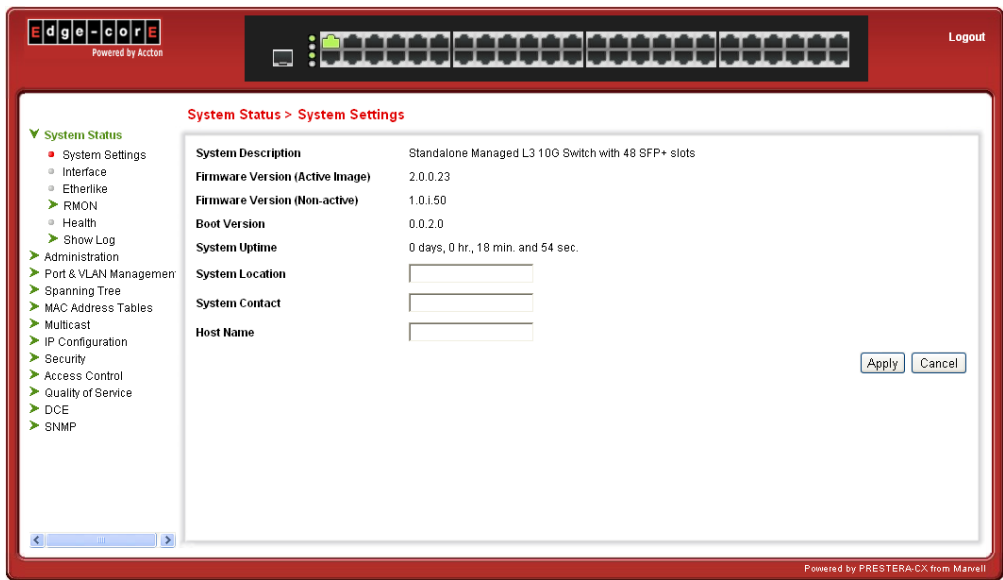 Edge-corE
Powered by Accton
Logout
System Status > System Settings
System Status
System Settings
Interface
Etherlike
RMON
Health
Show Log
Administration
Port & VLAN Managemen
Spanning Tree
MAC Address Tables
Multicast
IP Configuration
Security
Access Control
Quality of Service
DCE
SNMP
System Description Standalone Managed L3 10G Switch with 48 SFP+ slots
Firmware Version (Active Image) 2.0.0.23
Firmware Version (Non-active) 1.0.i.50
Boot Version 0.0.2.0
System Uptime 0 days, 0 hr., 18 min. and 54 sec.
System Location
System Contact
Host Name
Apply Cancel
Powered by PRESTERA-CX from Marvell